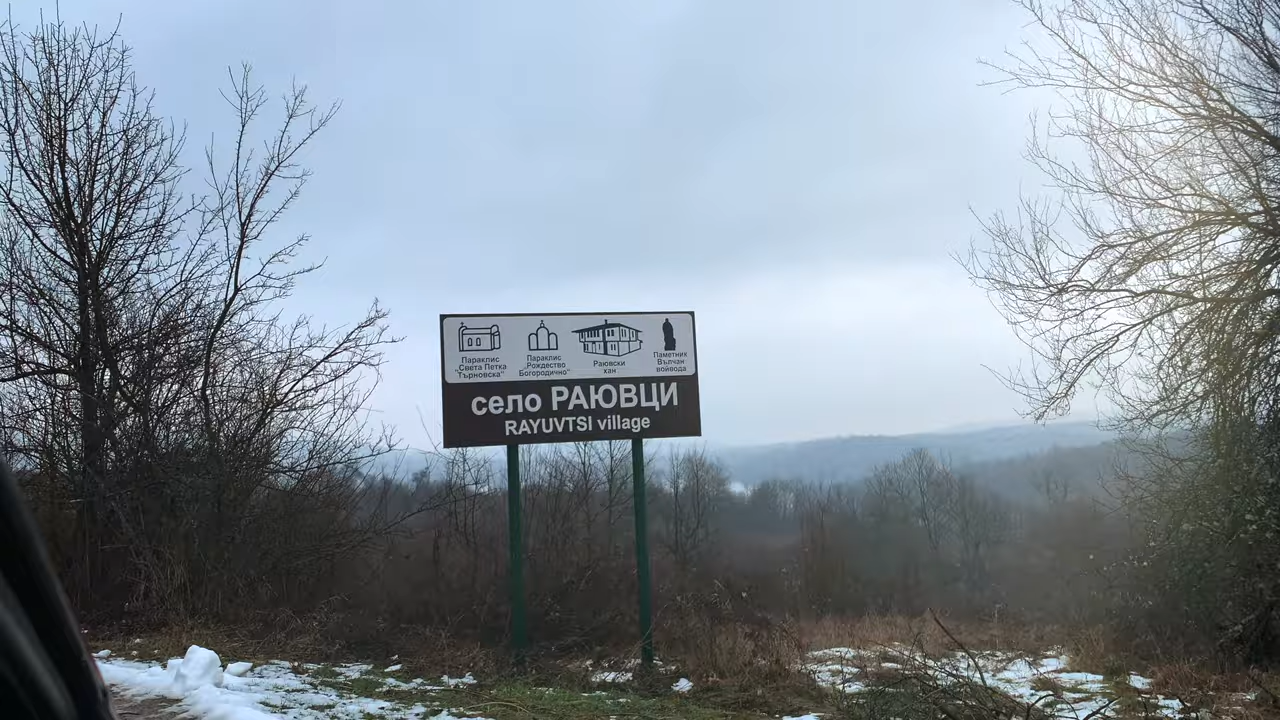 Параклис
"Света Петка
Търновска"
Параклис
"Рождество
Богородично"
Раювски
хан
Паметник
Вълчан
войвода
село РАЮВЦИ
RAYUVTSI village